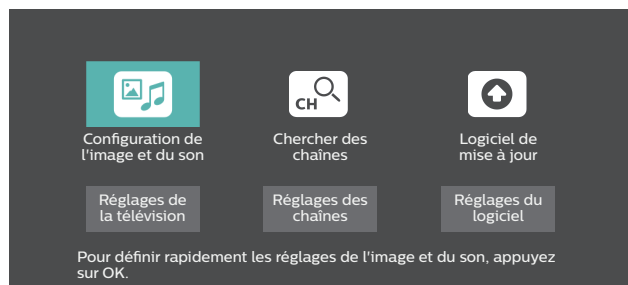 CH
Configuration de
l'image et du son
Chercher des
chaînes
Logiciel de
mise à jour
Réglages de
la télévision
Réglages des
chaînes
Réglages du
logiciel
Pour définir rapidement les réglages de l'image et du son, appuyez
sur OK.